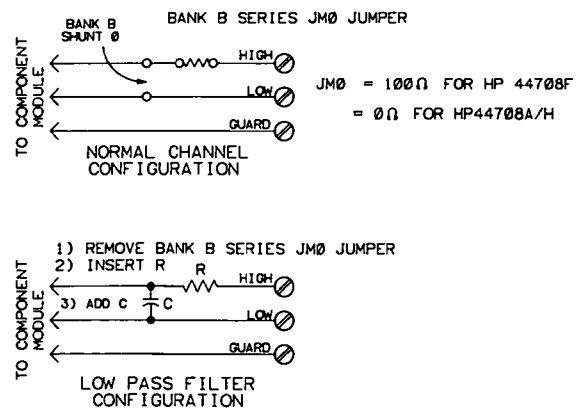 BANK B SERIES JMØ JUMPER
BANK B
SHUNT Ø
HIGH
LOW
GUARD
TO COMPONENT
MODULE
JMØ = 100Ω FOR HP 44708F
= 0Ω FOR HP44708A/H
NORMAL CHANNEL
CONFIGURATION
1) REMOVE BANK B SERIES JMØ JUMPER
2) INSERT R
R
HIGH
3) ADD C
C
LOW
GUARD
TO COMPONENT
MODULE
LOW PASS FILTER
CONFIGURATION